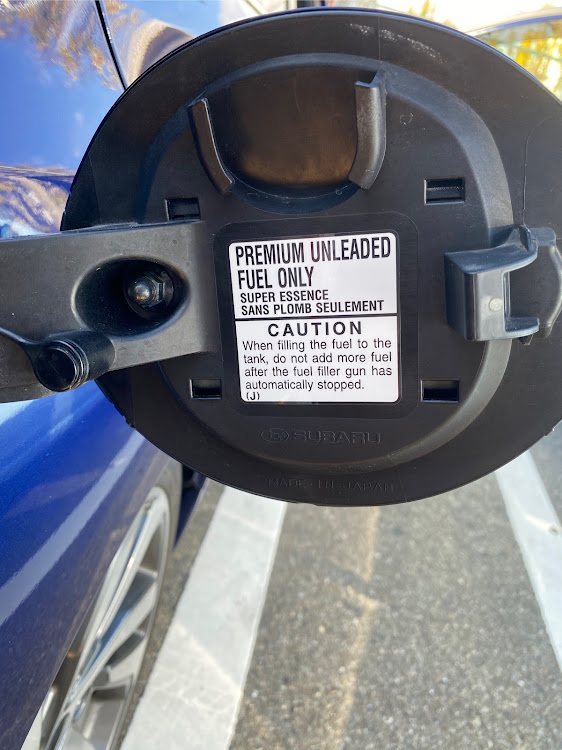 PREMIUM UNLEADED
FUEL ONLY
SUPER ESSENCE
SANS PLOMB SEULEMENT
CAUTION
When filling the fuel to the
tank, do not add more fuel
after the fuel filler gun has
automatically stopped.
(J)
SUBARU
MADE IN JAPAN